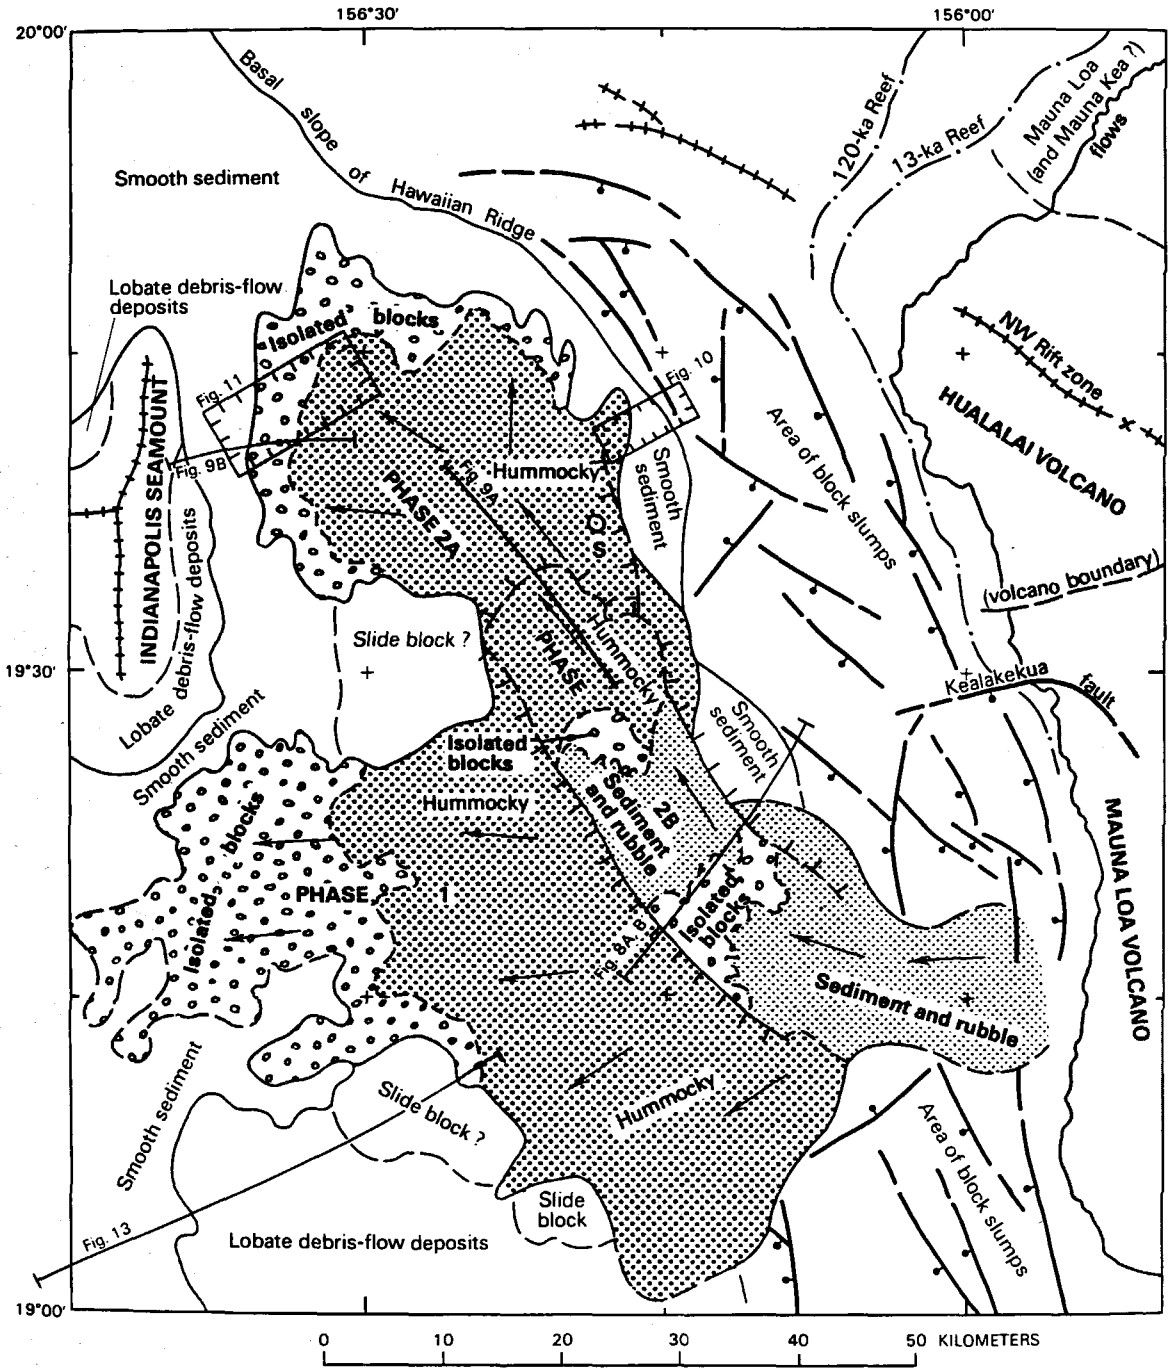 156°30'
156°00'
20°00'
Basal slope of Hawaiian Ridge
120-ka Reef
13-ka Reef
Mauna Loa
(and Mauna Kea ?)
flows
Smooth sediment
Lobate debris-flow
deposits
Isolated blocks
Fig. 11
Fig. 10
NW Rift zone
HUALALAI VOLCANO
Area of block slumps
INDIANAPOLIS SEAMOUNT
Fig. 9B
Fig. 9A
Hummocky
PHASE 2A
Smooth
sediment
S
(volcano boundary)
Lobate debris-flow deposits
Slide block ?
PHASE
Hummocky
19°30'
Kealakekua fault
Smooth sediment
Smooth
sediment
Isolated
blocks
Hummocky
2B
Sediment
and rubble
Isolated blocks
PHASE 1
Isolated
blocks
Fig. 8A, B
MAUNA LOA VOLCANO
Sediment and rubble
Smooth sediment
Slide block ?
Hummocky
Area of block slumps
Slide
block
Fig. 13
Lobate debris-flow deposits
19°00'
0 10 20 30 40 50 KILOMETERS